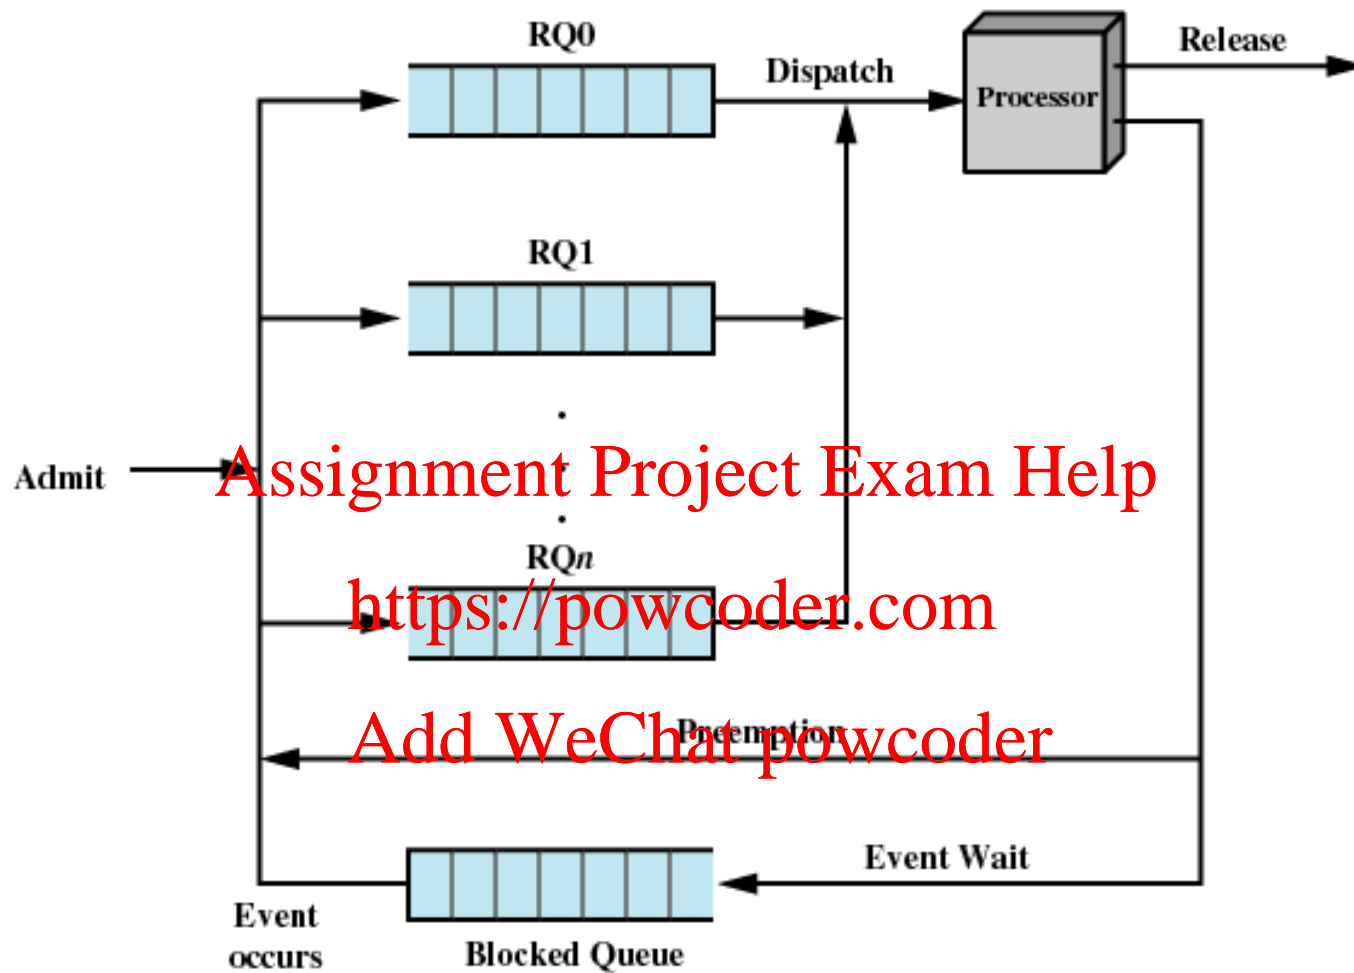 RQ0
Release
Dispatch
Processor
RQ1
Admit
Assignment Project Exam Help
RQn
https://powcoder.com
Preemption
Add WeChat powcoder
Event Wait
Event
occurs
Blocked Queue